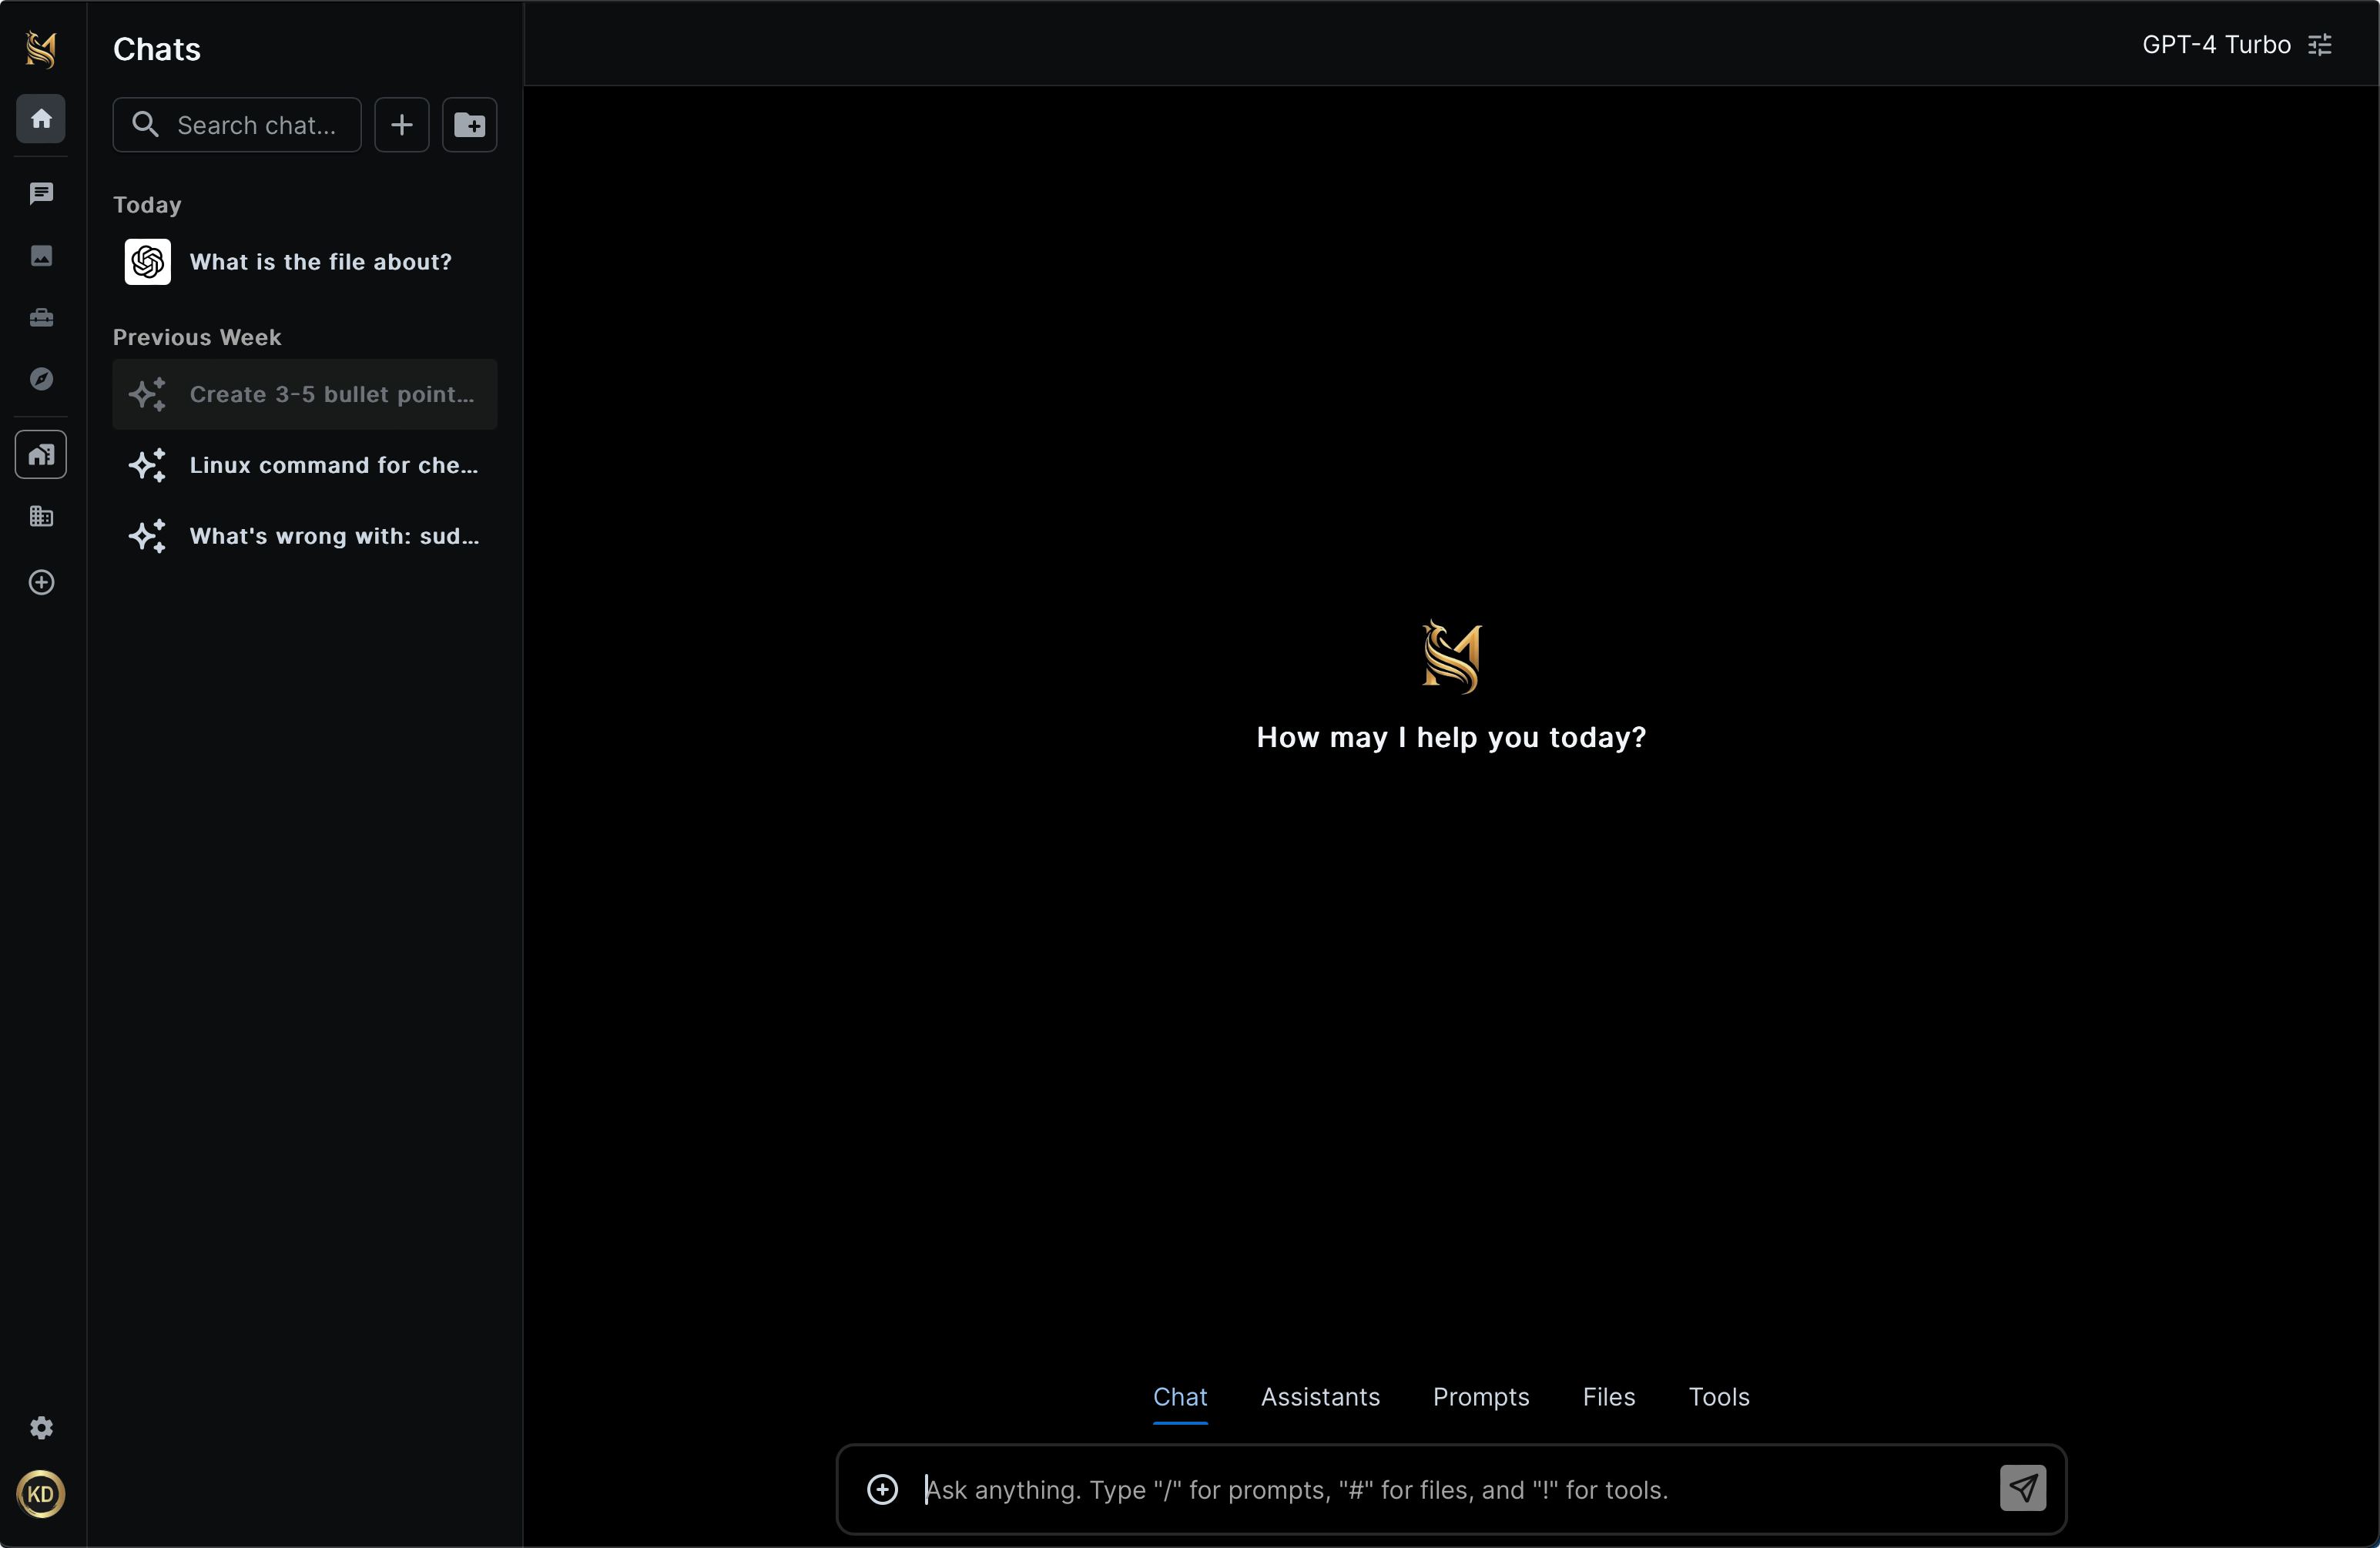 Chats
Search chat...
Today
What is the file about?
Previous Week
Create 3-5 bullet point...
Linux command for che...
What's wrong with: sud...
KD
GPT-4 Turbo
How may I help you today?
Chat Assistants Prompts Files Tools
Ask anything. Type "/" for prompts, "#" for files, and "!" for tools.